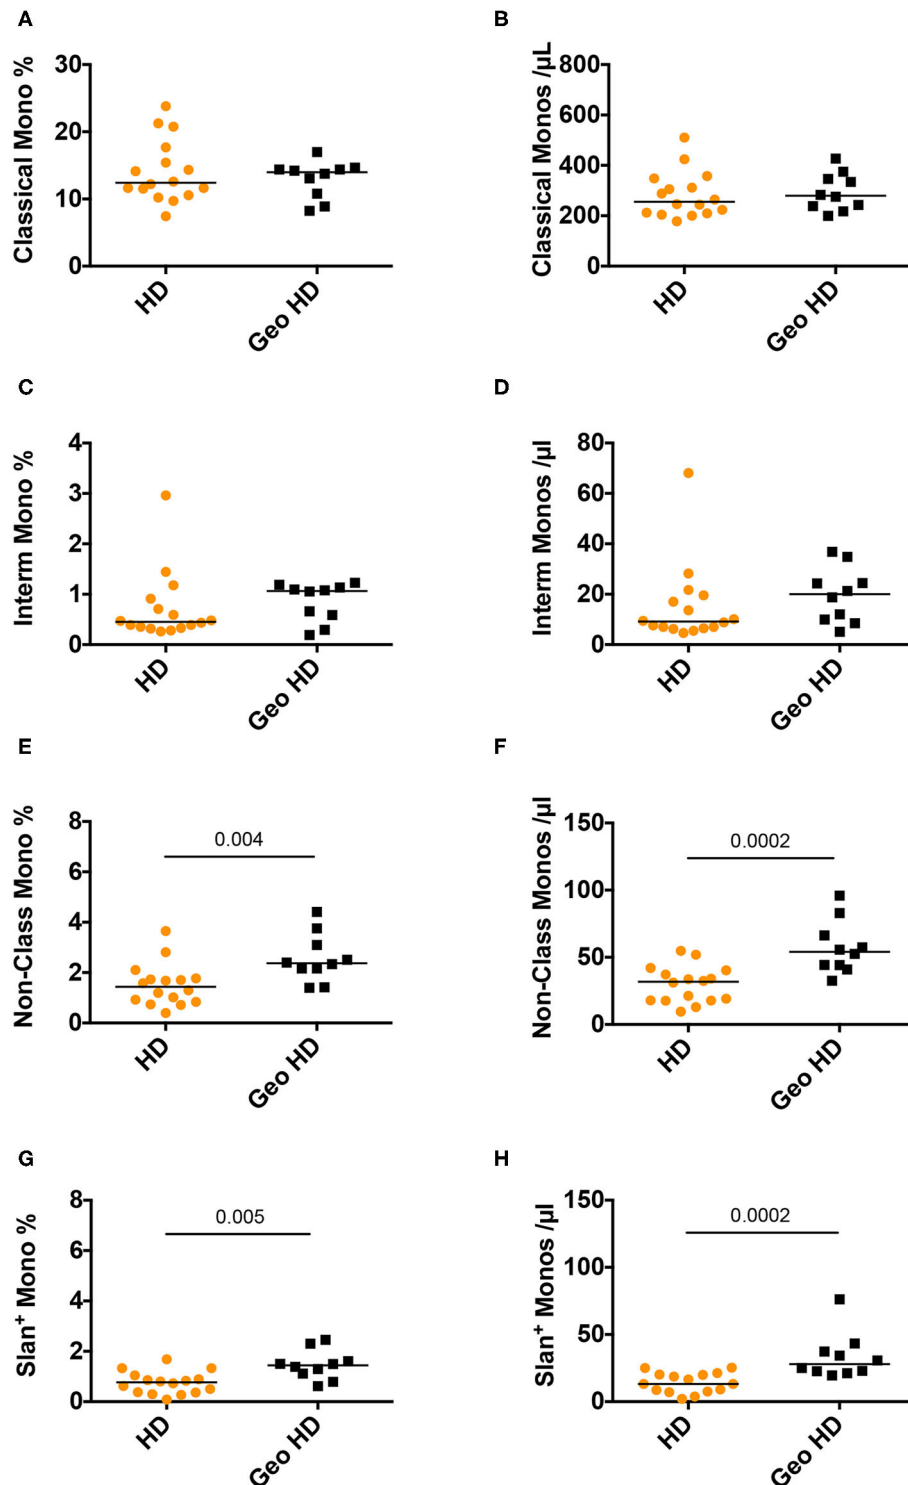 A
B
Classical Mono %
30
20
10
0
HD
Geo HD
Classical Monos /µL
800
600
400
200
0
HD
Geo HD
C
D
Interm Mono %
4
3
2
1
0
HD
Geo HD
Interm Monos /µl
80
60
40
20
0
HD
Geo HD
E
F
Non-Class Mono %
8
6
4
2
0
0.004
HD
Geo HD
Non-Class Monos /µl
150
100
50
0
0.0002
HD
Geo HD
G
H
Slan⁺ Mono %
8
6
4
2
0
0.005
HD
Geo HD
Slan⁺ Monos /µl
150
100
50
0
0.0002
HD
Geo HD